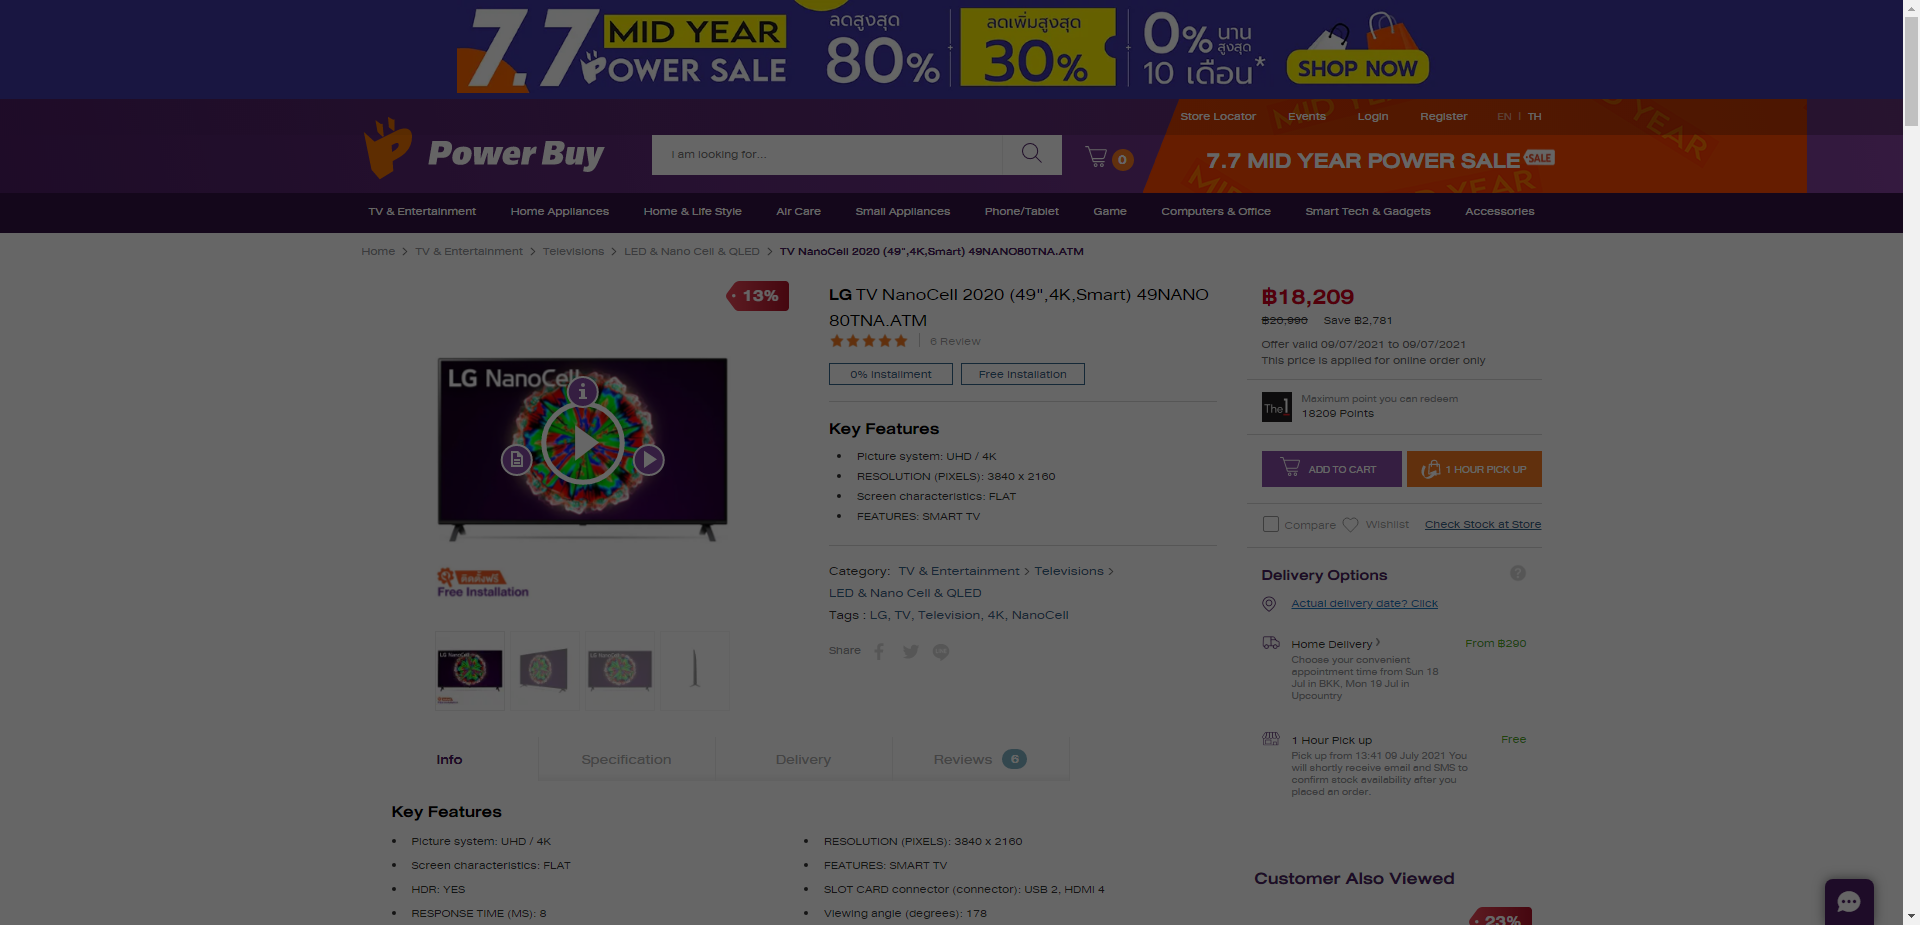 7.7 MID YEAR
POWER SALE
ลดสูงสุด
80%
ลดเพิ่มสูงสุด
30%
0% นาน
สูงสุด
10 เดือน*
SHOP NOW
Store Locator
Events
Login
Register
EN | TH
Power Buy
I am looking for...
0
7.7 MID YEAR POWER SALE SALE
MID YEAR
MID YEAR
TV & Entertainment
Home Appliances
Home & Life Style
Air Care
Small Appliances
Phone/Tablet
Game
Computers & Office
Smart Tech & Gadgets
Accessories
Home > TV & Entertainment > Televisions > LED & Nano Cell & QLED > TV NanoCell 2020 (49",4K,Smart) 49NANO80TNA.ATM
13%
LG NanoCell
ติดตั้งฟรี
Free Installation
LG TV NanoCell 2020 (49",4K,Smart) 49NANO
80TNA.ATM
6 Review
0% Installment
Free Installation
Key Features
• Picture system: UHD / 4K
• RESOLUTION (PIXELS): 3840 x 2160
• Screen characteristics: FLAT
• FEATURES: SMART TV
Category: TV & Entertainment > Televisions >
LED & Nano Cell & QLED
Tags : LG, TV, Television, 4K, NanoCell
Share
฿18,209
฿20,990 Save ฿2,781
Offer valid 09/07/2021 to 09/07/2021
This price is applied for online order only
The1
Maximum point you can redeem
18209 Points
ADD TO CART
1 HOUR PICK UP
Compare
Wishlist
Check Stock at Store
Delivery Options
?
Actual delivery date? Click
Home Delivery
From ฿290
Choose your convenient
appointment time from Sun 18
Jul in BKK, Mon 19 Jul in
Upcountry
1 Hour Pick up
Free
Pick up from 13:41 09 July 2021 You
will shortly receive email and SMS to
confirm stock availability after you
placed an order.
Info
Specification
Delivery
Reviews 6
Key Features
• Picture system: UHD / 4K
• RESOLUTION (PIXELS): 3840 x 2160
• Screen characteristics: FLAT
• FEATURES: SMART TV
• HDR: YES
• SLOT CARD connector (connector): USB 2, HDMI 4
• RESPONSE TIME (MS): 8
• Viewing angle (degrees): 178
Customer Also Viewed
23%